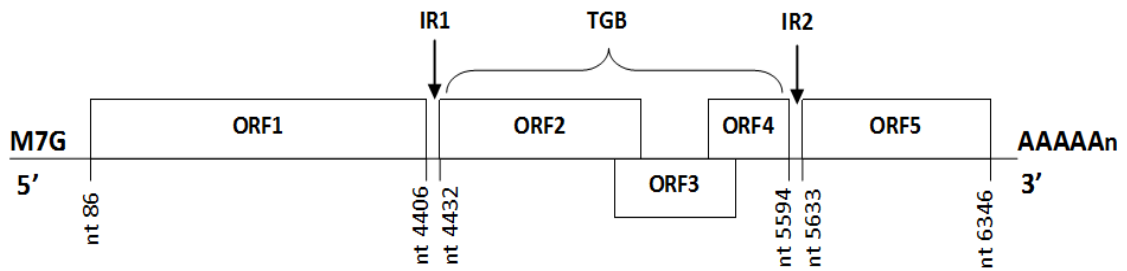 IR1 TGB IR2
ORF1 ORF2 ORF4 ORF5
M7G AAAAAn
5’ ORF3 3’
nt 86 nt 4406 nt 4432 nt 5594 nt 5633 nt 6346